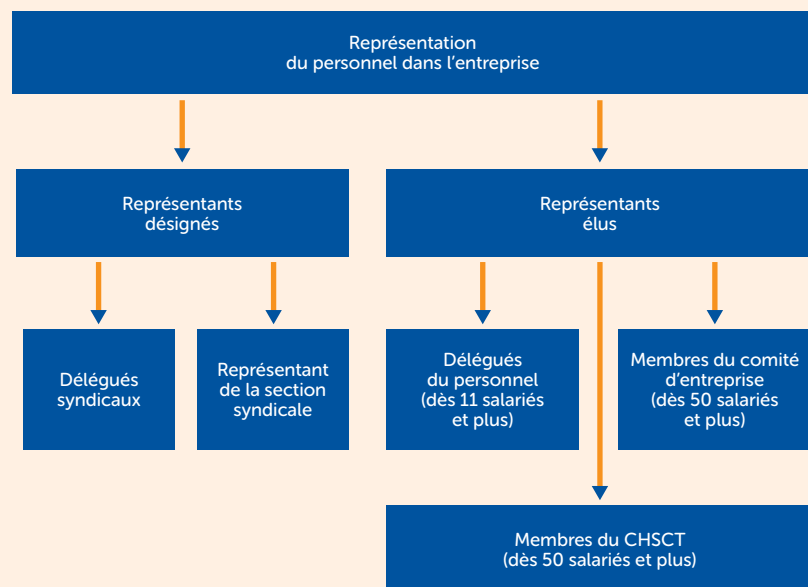 Représentation
du personnel dans l'entreprise
Représentants
désignés
Représentants
élus
Délégués
syndicaux
Représentant
de la section
syndicale
Délégués
du personnel
(dès 11 salariés
et plus)
Membres du comité
d'entreprise
(dès 50 salariés
et plus)
Membres du CHSCT
(dès 50 salariés et plus)